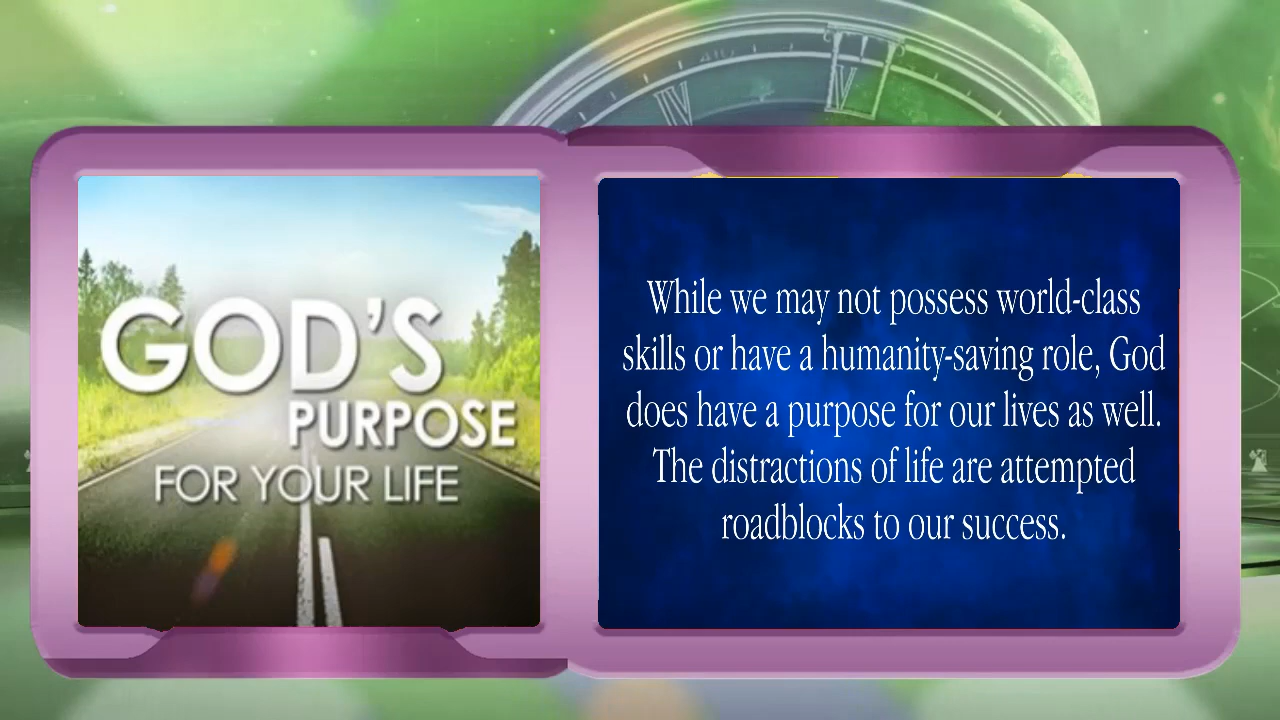 IV
V
GOD'S
PURPOSE
FOR YOUR LIFE
While we may not possess world-class
skills or have a humanity-saving role, God
does have a purpose for our lives as well.
The distractions of life are attempted
roadblocks to our success.